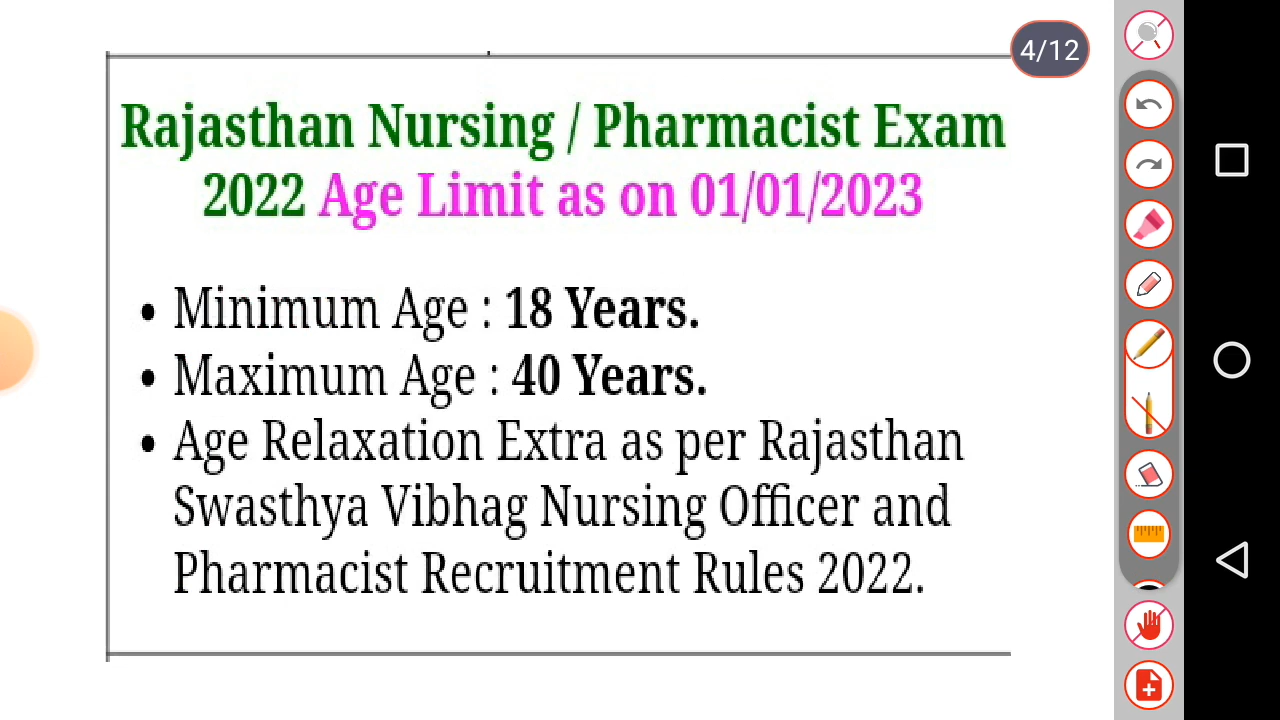 4/12
Rajasthan Nursing / Pharmacist Exam
2022 Age Limit as on 01/01/2023
• Minimum Age : 18 Years.
• Maximum Age : 40 Years.
• Age Relaxation Extra as per Rajasthan
Swasthya Vibhag Nursing Officer and
Pharmacist Recruitment Rules 2022.